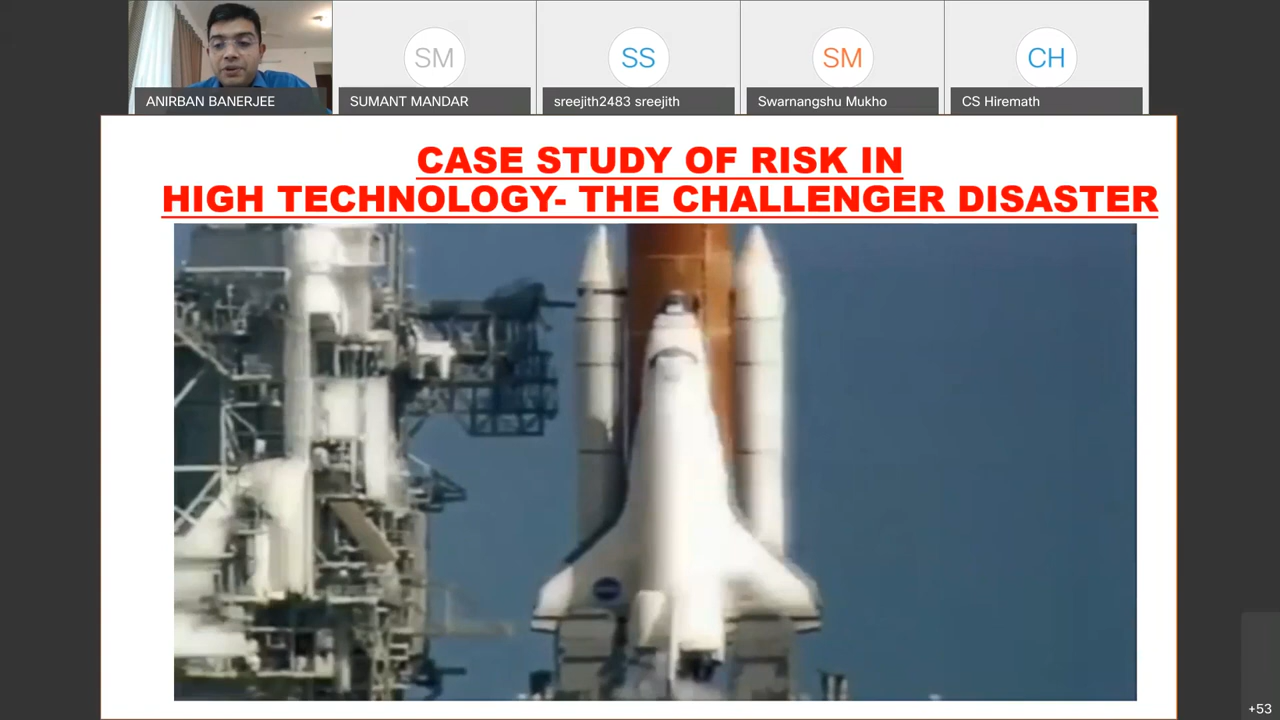 SM
SS
SM
CH
ANIRBAN BANERJEE
SUMANT MANDAR
sreejith2483 sreejith
Swarnangshu Mukho
CS Hiremath
CASE STUDY OF RISK IN
HIGH TECHNOLOGY- THE CHALLENGER DISASTER
+53